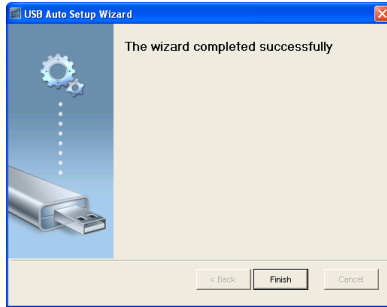 USB Auto Setup Wizard
The wizard completed successfully
< Back
Finish
Cancel